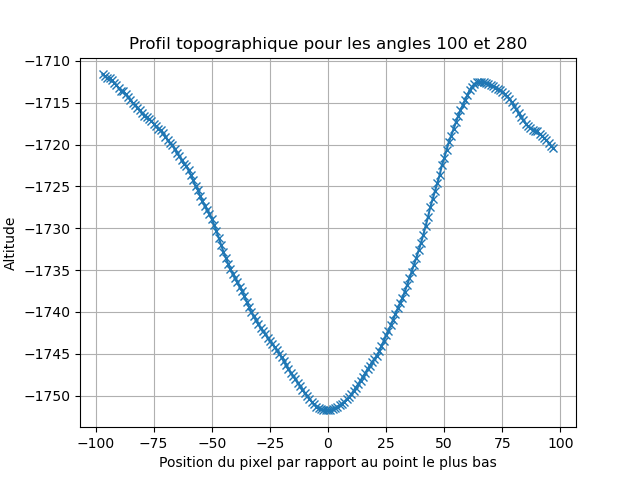 Profil topographique pour les angles 100 et 280
−1710
−1715
−1720
−1725
−1730
−1735
−1740
−1745
−1750
Altitude
−100 −75 −50 −25 0 25 50 75 100
Position du pixel par rapport au point le plus bas